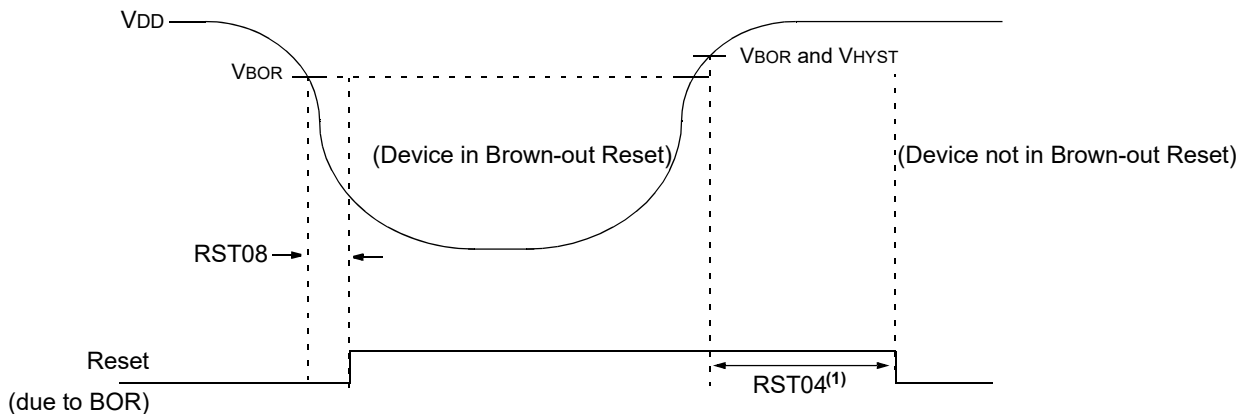 VDD
VBOR and VHYST
VBOR
(Device in Brown-out Reset)
(Device not in Brown-out Reset)
RST08
Reset
RST04(1)
(due to BOR)